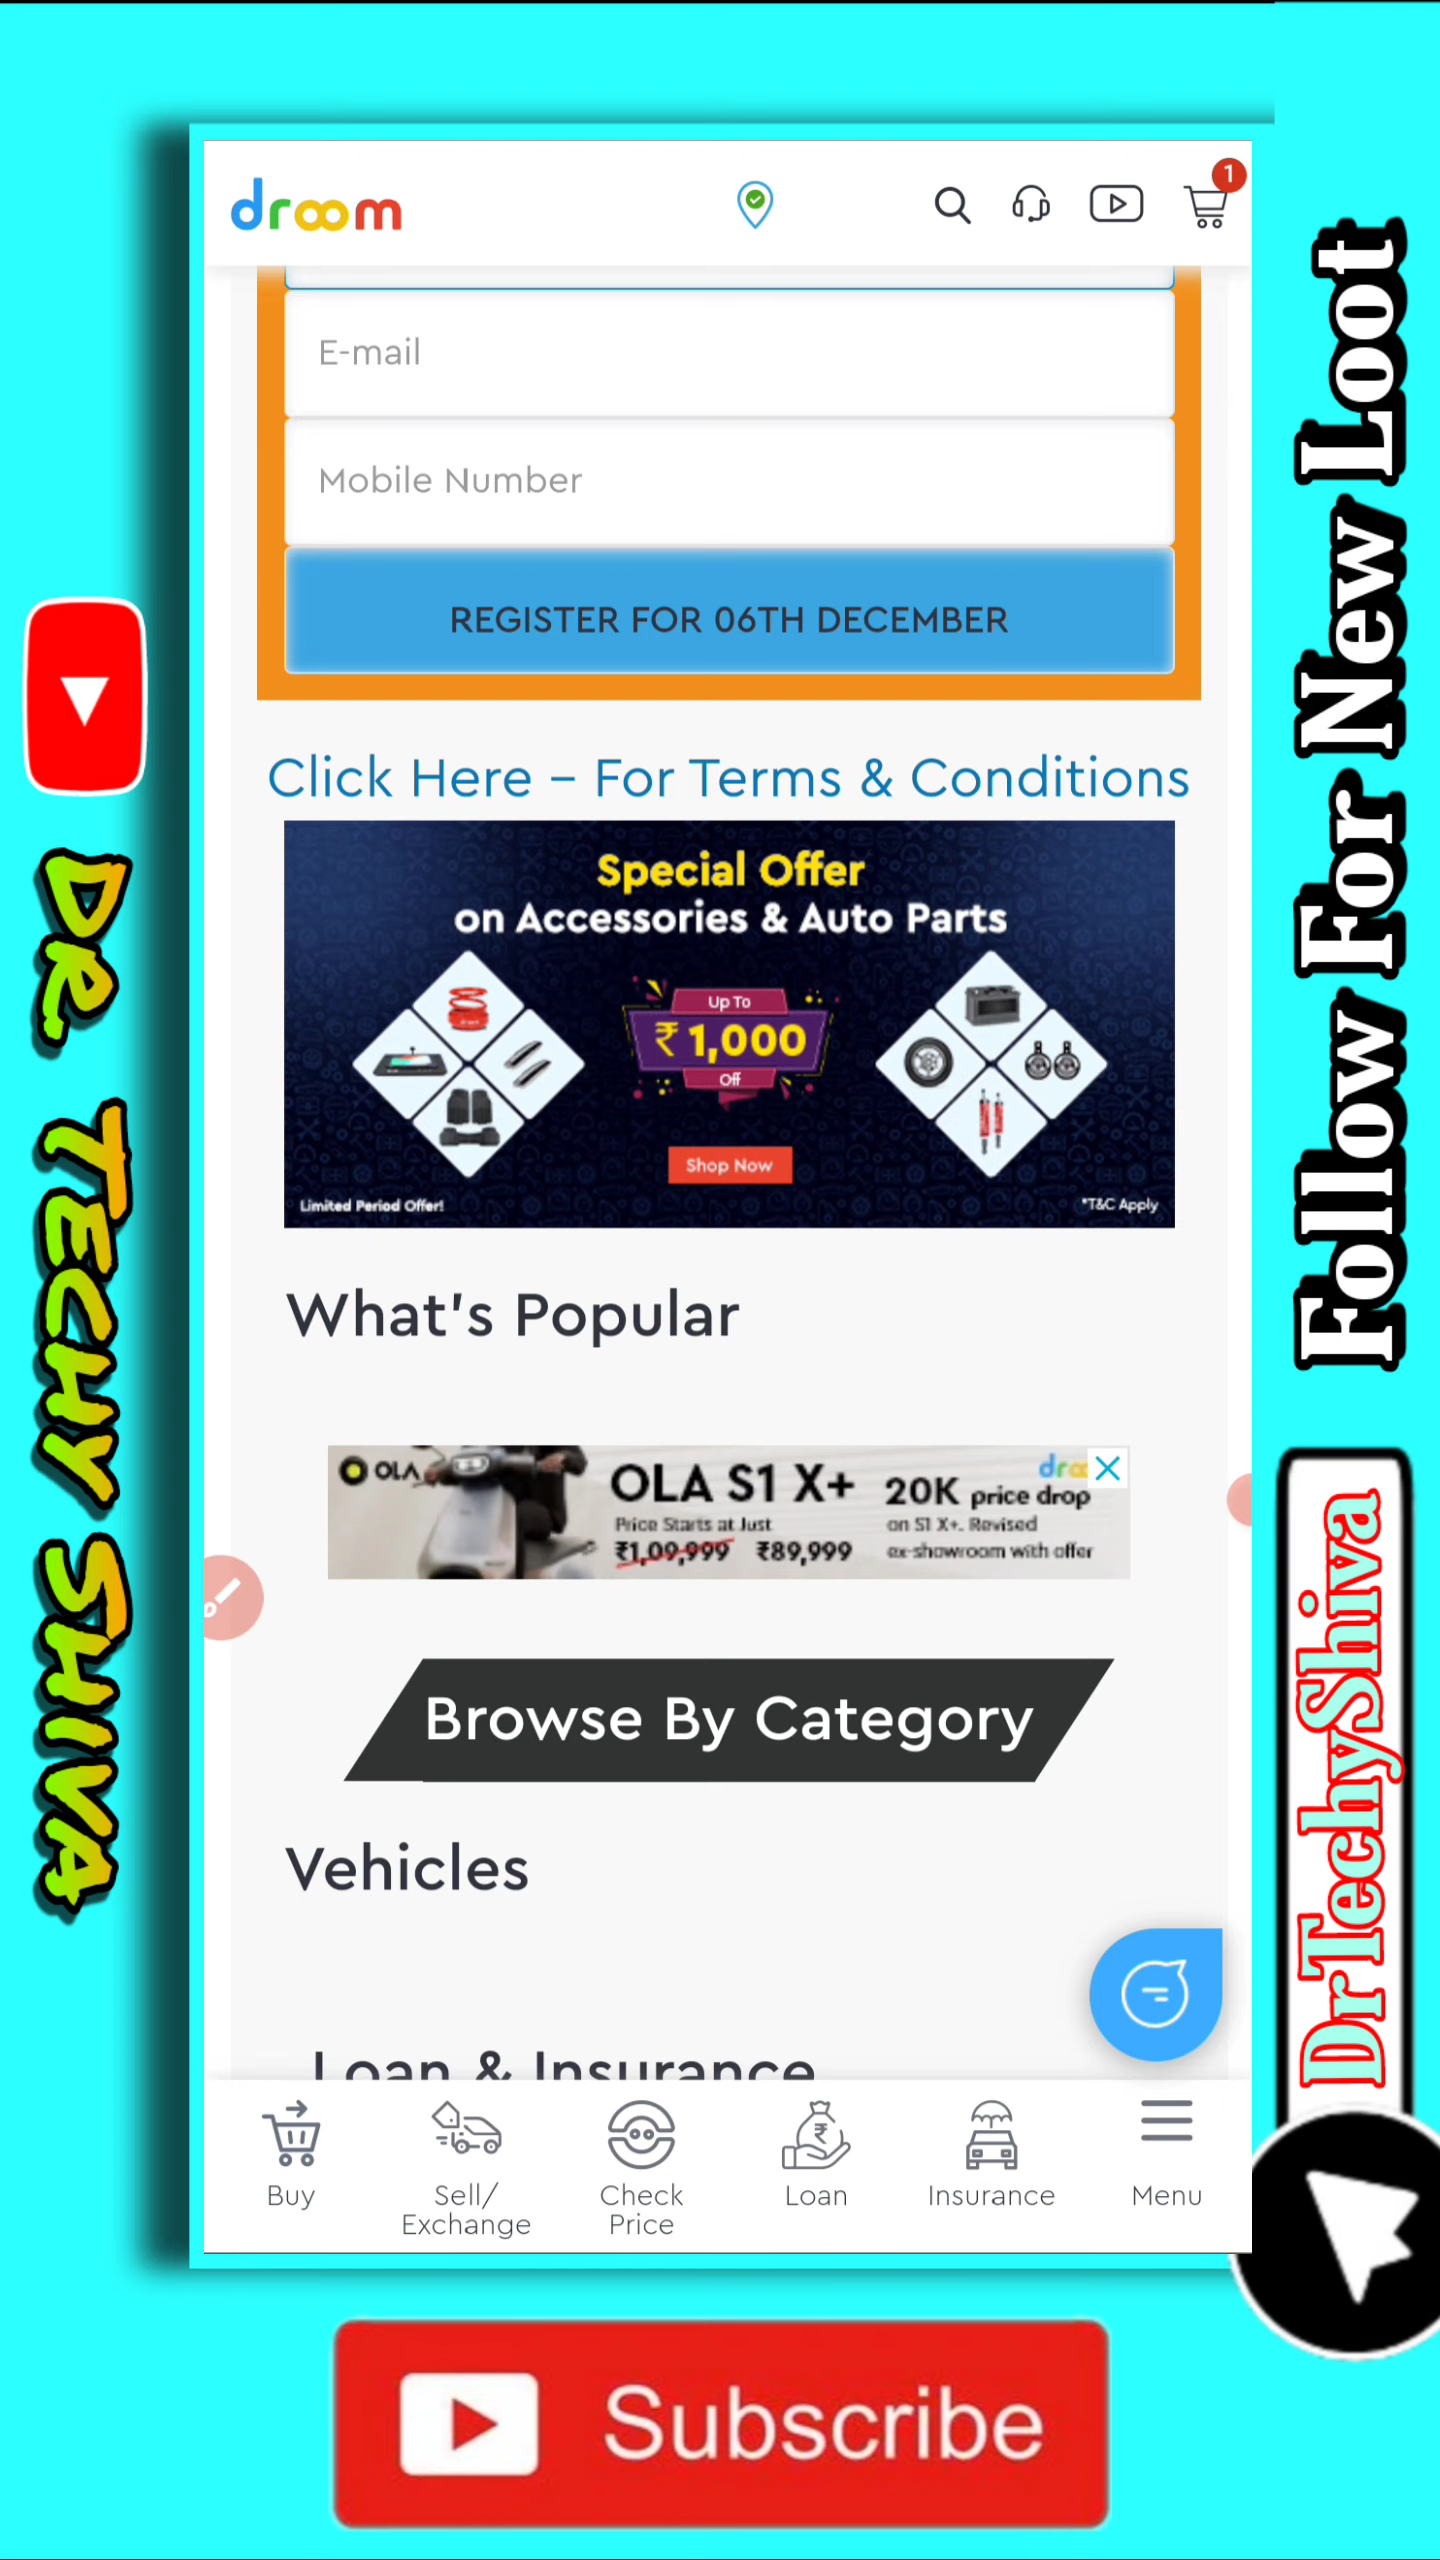 droom
1
E-mail
Mobile Number
REGISTER FOR 06TH DECEMBER
Click Here – For Terms & Conditions
Special Offer
on Accessories & Auto Parts
Up To
₹ 1,000
Off
Shop Now
Limited Period Offer!
*T&C Apply
What's Popular
OLA
OLA S1 X+
Price Starts at Just
₹1,09,999 ₹89,999
20K price drop
on S1 X+. Revised
ex-showroom with offer
Browse By Category
Vehicles
Loan & Insurance
Buy
Sell/
Exchange
Check
Price
Loan
Insurance
Menu
DR. TECHY SHIVA
Follow For New Loot
DrTechyShiva
Subscribe